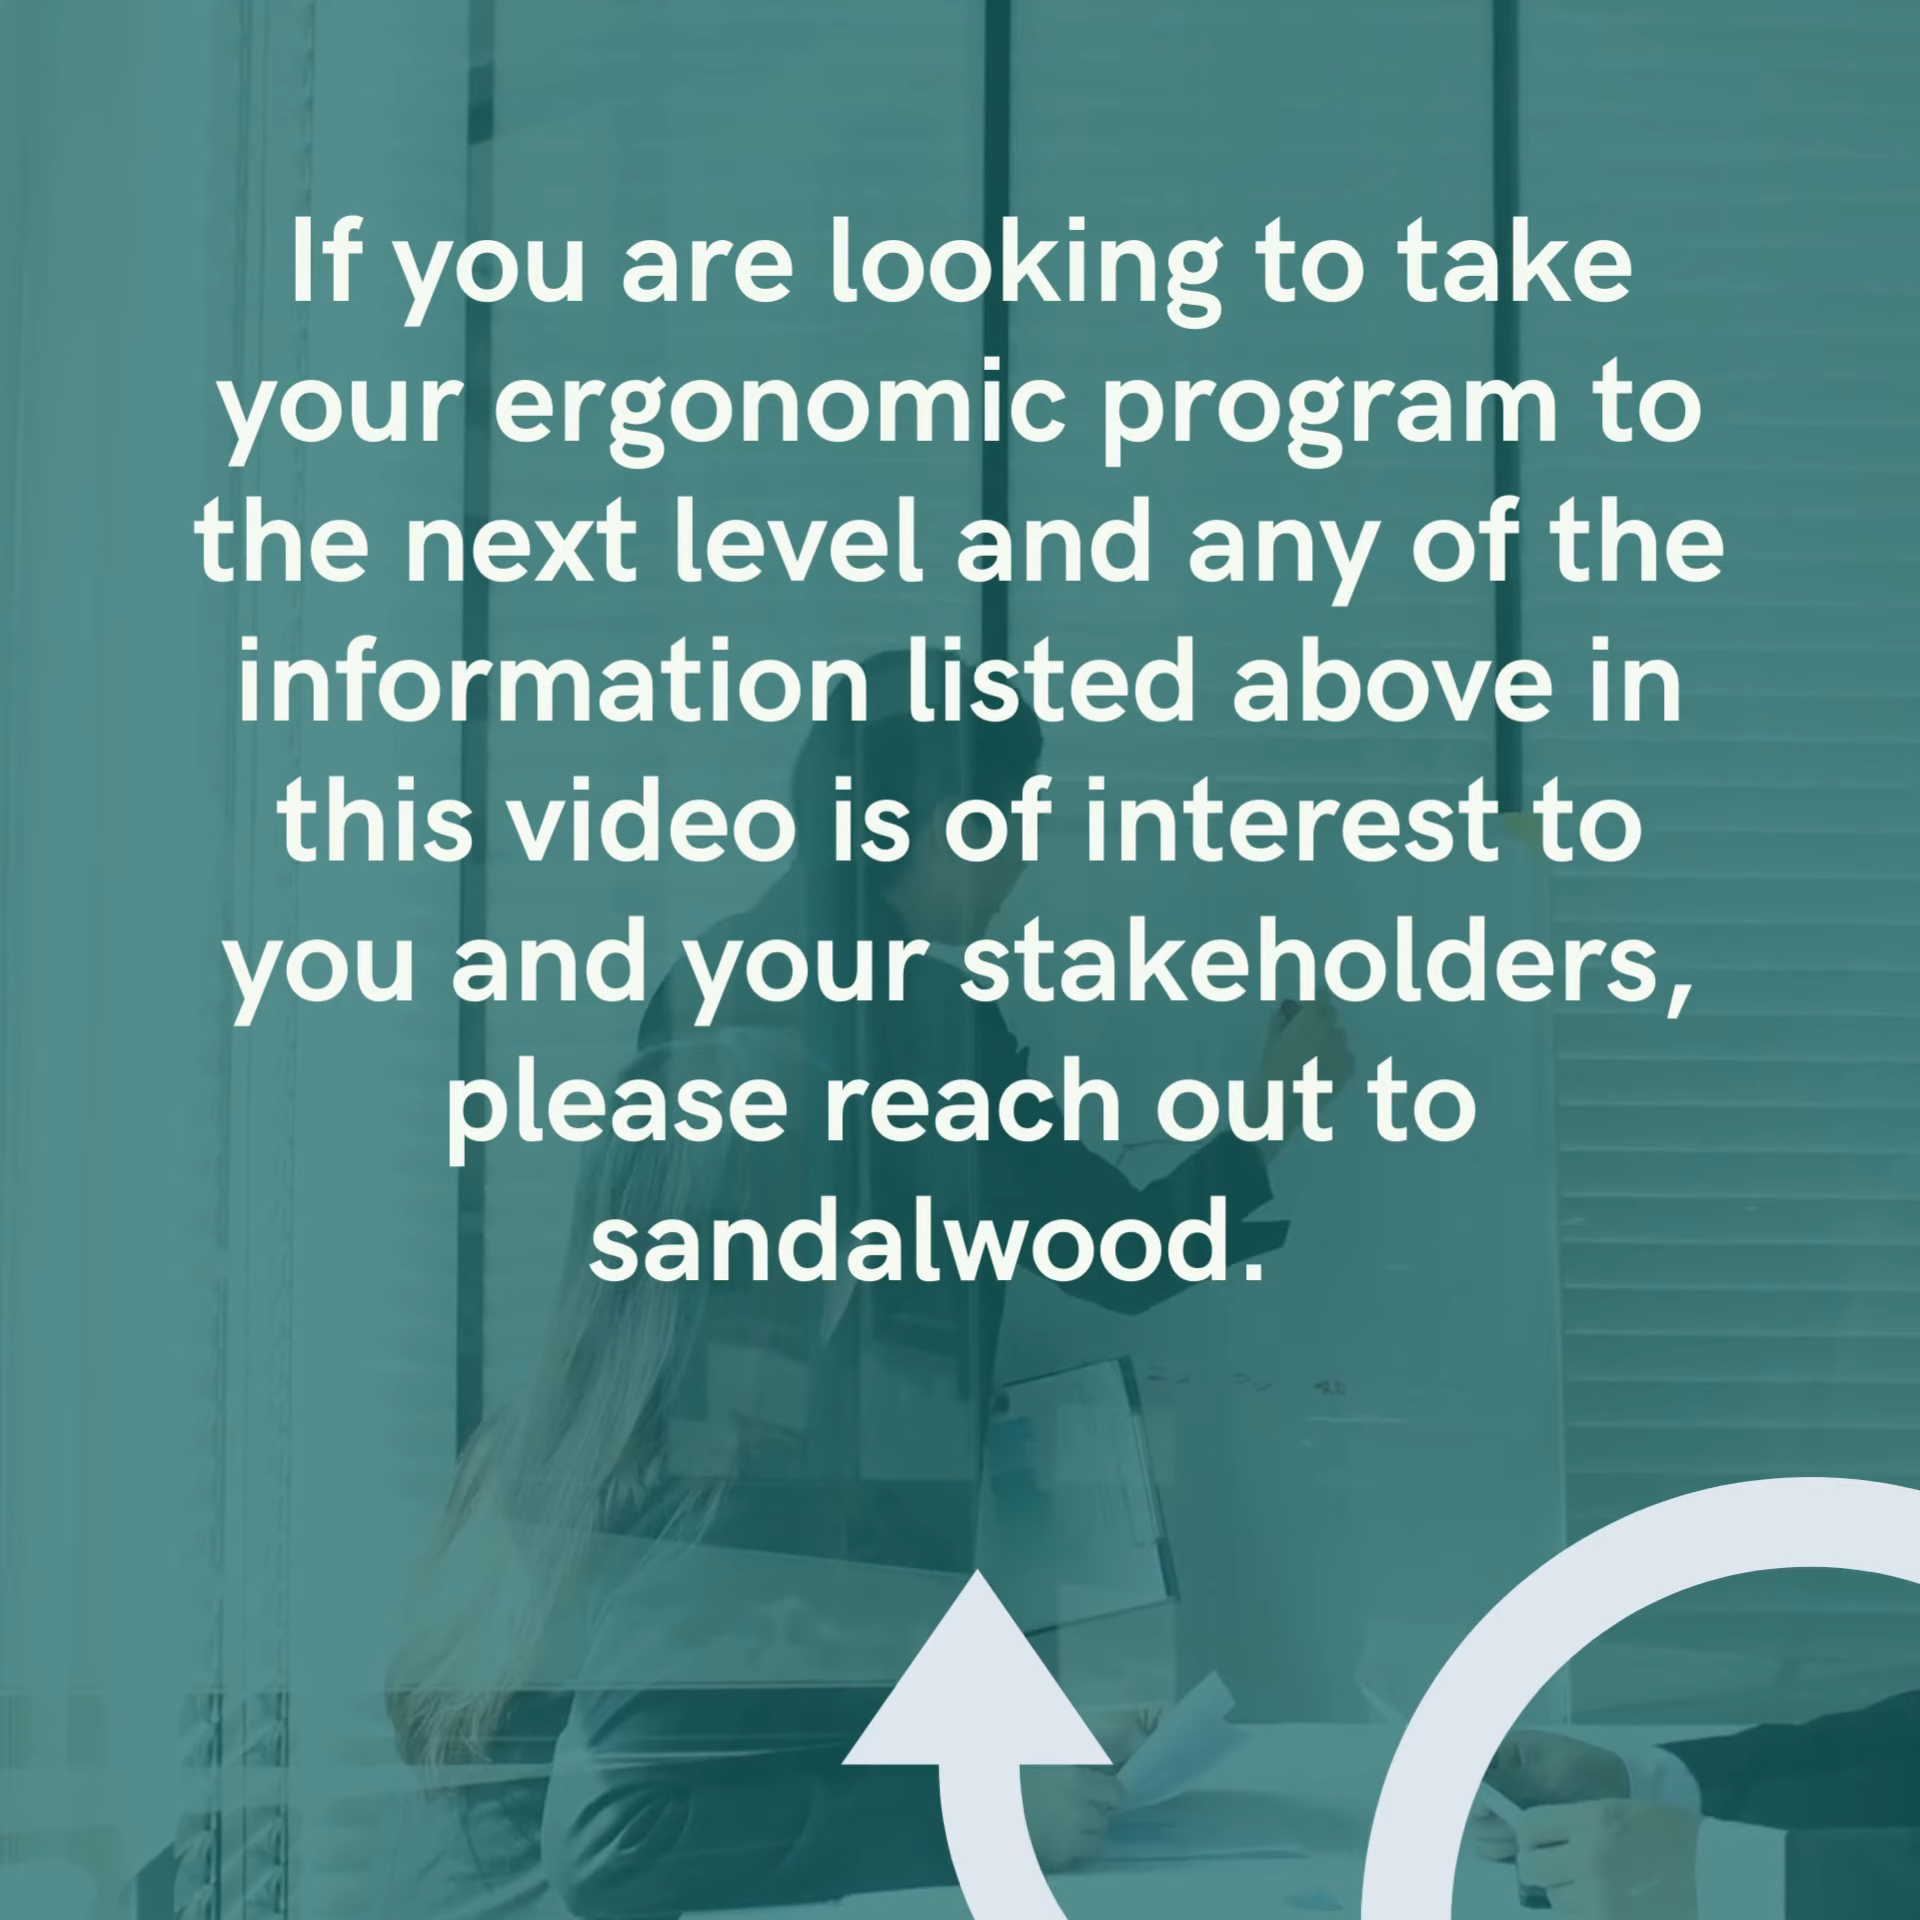 If you are looking to take
your ergonomic program to
the next level and any of the
information listed above in
this video is of interest to
you and your stakeholders,
please reach out to
sandalwood.